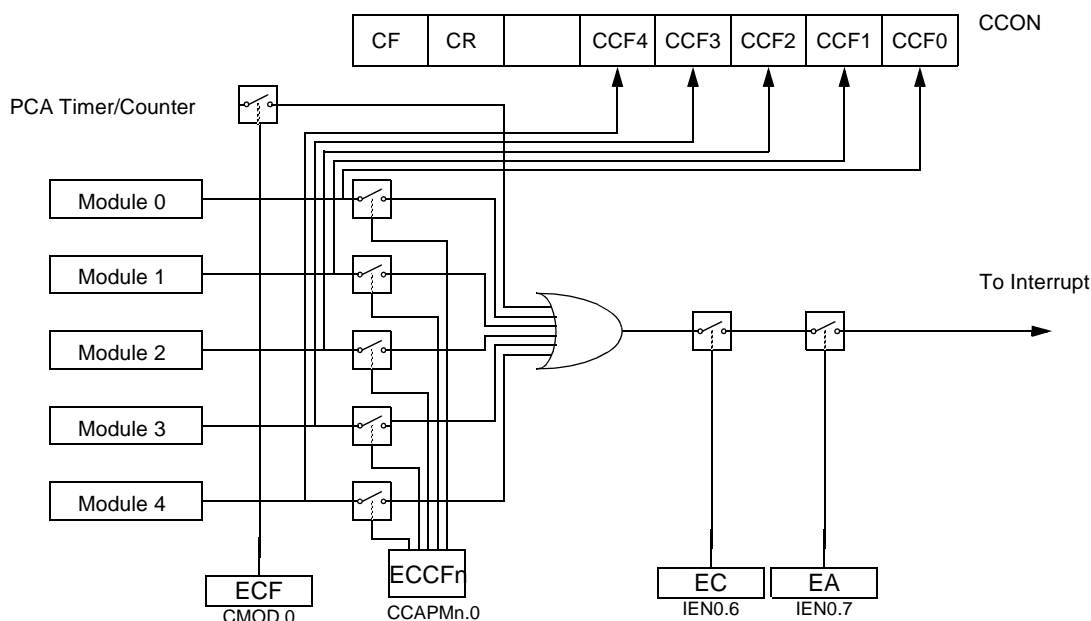 CF CR CCF4 CCF3 CCF2 CCF1 CCF0
CCON
PCA Timer/Counter
Module 0
Module 1
To Interrupt
Module 2
Module 3
Module 4
ECF
CMOD.0
ECCFn
CCAPMn.0
EC
IEN0.6
EA
IEN0.7